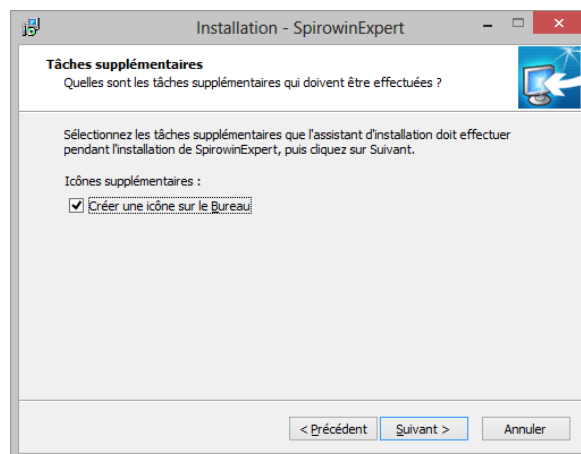 Installation - SpirowinExpert
Tâches supplémentaires
Quelles sont les tâches supplémentaires qui doivent être effectuées ?
Sélectionnez les tâches supplémentaires que l'assistant d'installation doit effectuer
pendant l'installation de SpirowinExpert, puis cliquez sur Suivant.
Icônes supplémentaires :
Créer une icône sur le Bureau
< Précédent
Suivant >
Annuler